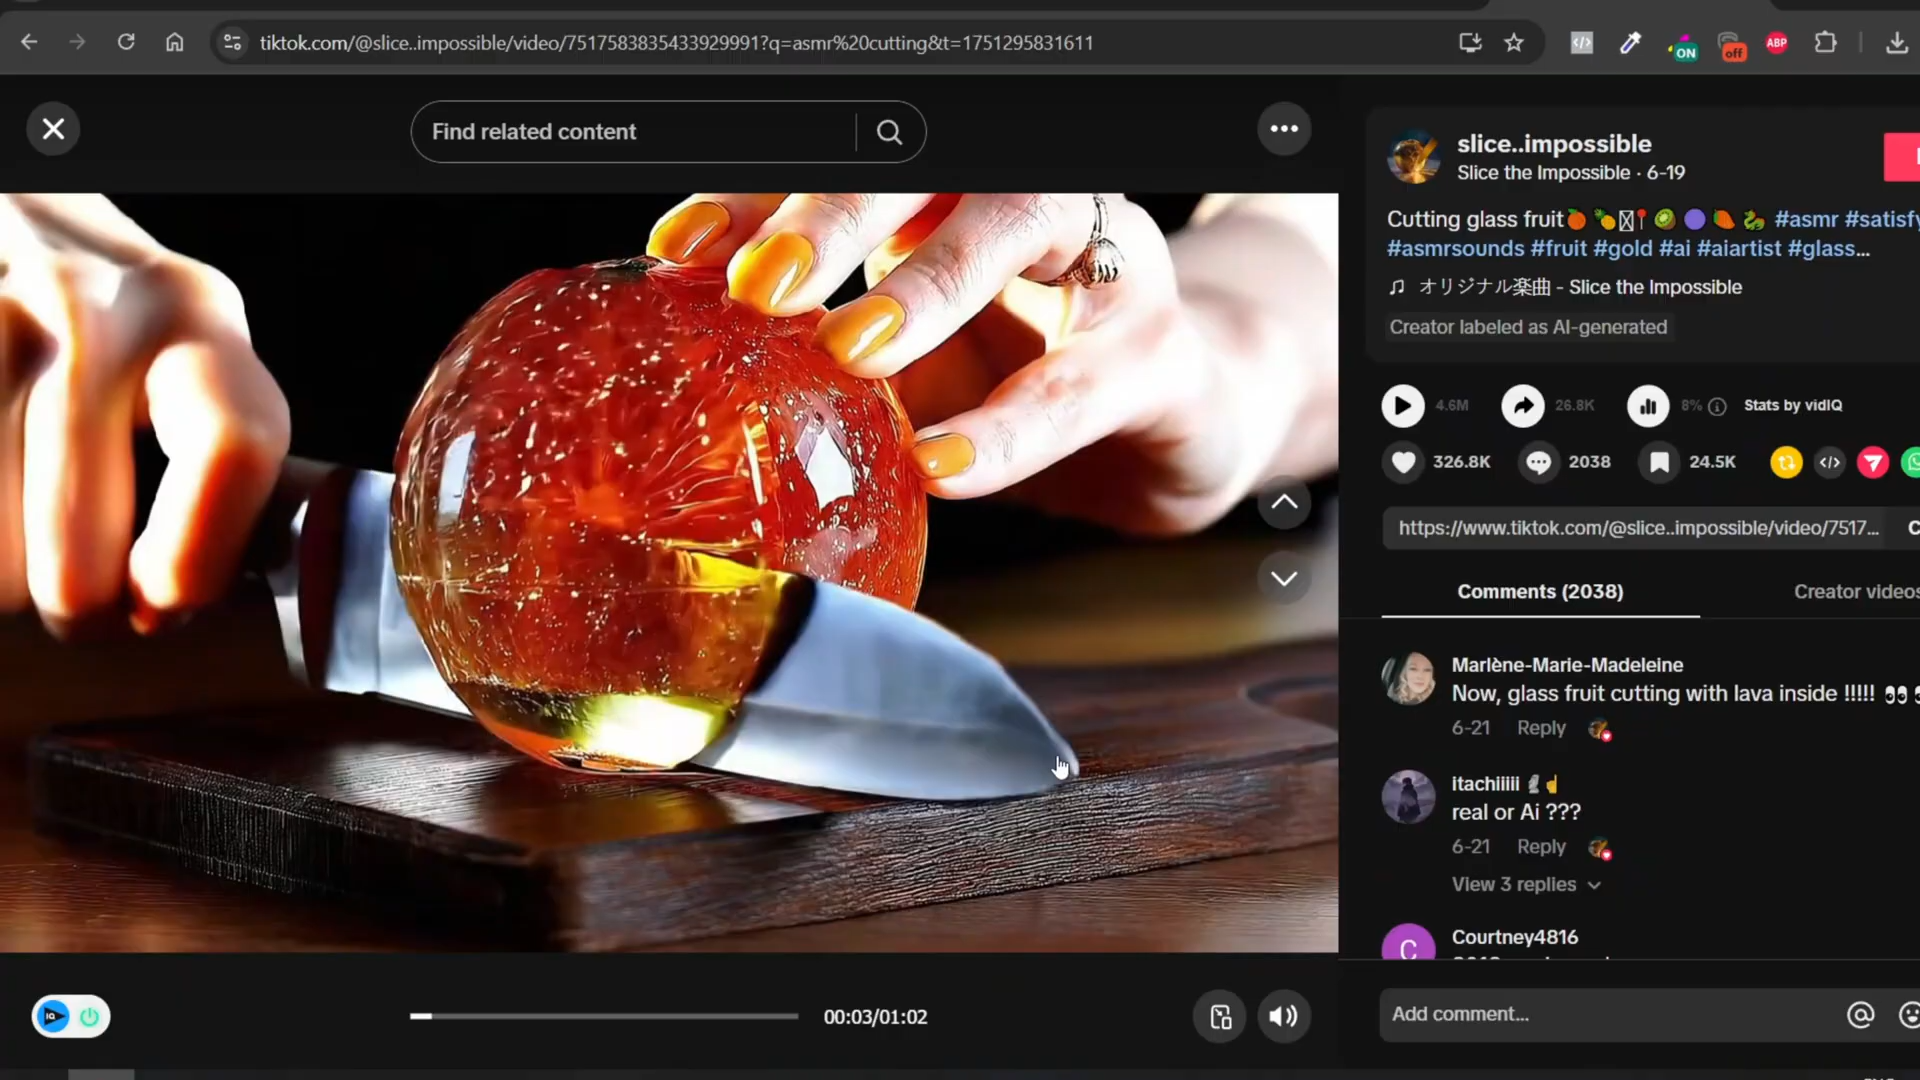 tiktok.com/@slice..impossible/video/7517583835433929991?q=asmr%20cutting&t=1751295831611
ON
off
ABP
Find related content
slice..impossible
Slice the Impossible · 6-19
Cutting glass fruit🍊🍍📍🥝🟣🥭🐉 #asmr #satisfy
#asmrsounds #fruit #gold #ai #aiartist #glass...
オリジナル楽曲 - Slice the Impossible
Creator labeled as AI-generated
4.6M
26.8K
8%
Stats by vidIQ
326.8K
2038
24.5K
https://www.tiktok.com/@slice..impossible/video/7517...
C
Comments (2038)
Creator videos
Marlène-Marie-Madeleine
Now, glass fruit cutting with lava inside !!!!! 👀
6-21 Reply
itachiiiii
real or Ai ???
6-21 Reply
View 3 replies
C
Courtney4816
00:03/01:02
Add comment...